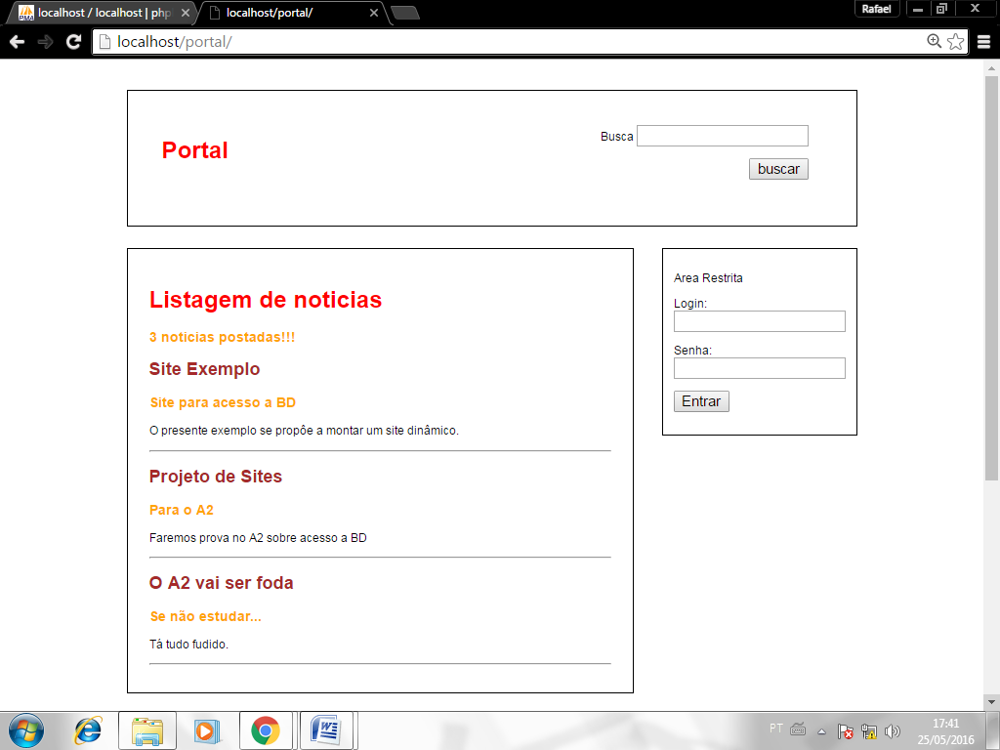 localhost / localhost | php
localhost/portal/
Rafael
localhost/portal/
Portal
Busca
buscar
Listagem de noticias
3 noticias postadas!!!
Site Exemplo
Site para acesso a BD
O presente exemplo se propõe a montar um site dinâmico.
Projeto de Sites
Para o A2
Faremos prova no A2 sobre acesso a BD
O A2 vai ser foda
Se não estudar...
Tá tudo fudido.
Area Restrita
Login:
Senha:
Entrar
PT
17:41
25/05/2016